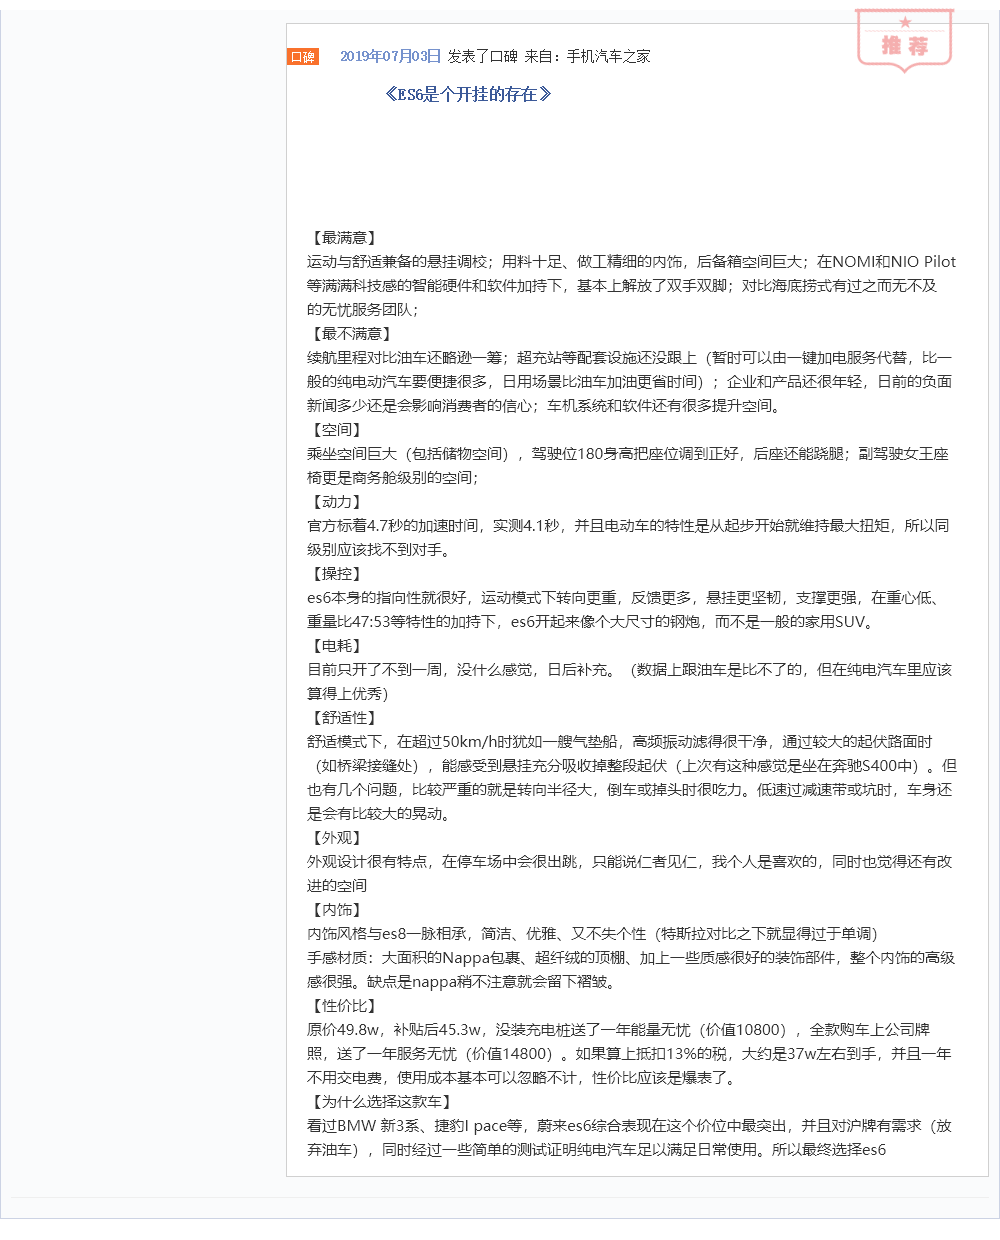 推荐
口碑 2019年07月03日 发表了口碑 来自：手机汽车之家
《ES6是个开挂的存在》
【最满意】
运动与舒适兼备的悬挂调校；用料十足、做工精细的内饰，后备箱空间巨大；在NOMI和NIO Pilot
等满满科技感的智能硬件和软件加持下，基本上解放了双手双脚；对比海底捞式有过之而无不及
的无忧服务团队；
【最不满意】
续航里程对比油车还略逊一筹；超充站等配套设施还没跟上（暂时可以由一键加电服务代替，比一
般的纯电动汽车要便捷很多，日用场景比油车加油更省时间）；企业和产品还很年轻，日前的负面
新闻多少还是会影响消费者的信心；车机系统和软件还有很多提升空间。
【空间】
乘坐空间巨大（包括储物空间），驾驶位180身高把座位调到正好，后座还能跷腿；副驾驶女王座
椅更是商务舱级别的空间；
【动力】
官方标着4.7秒的加速时间，实测4.1秒，并且电动车的特性是从起步开始就维持最大扭矩，所以同
级别应该找不到对手。
【操控】
es6本身的指向性就很好，运动模式下转向更重，反馈更多，悬挂更坚韧，支撑更强，在重心低、
重量比47:53等特性的加持下，es6开起来像个大尺寸的钢炮，而不是一般的家用SUV。
【电耗】
目前只开了不到一周，没什么感觉，日后补充。（数据上跟油车是比不了的，但在纯电汽车里应该
算得上优秀）
【舒适性】
舒适模式下，在超过50km/h时犹如一艘气垫船，高频振动滤得很干净，通过较大的起伏路面时
（如桥梁接缝处），能感受到悬挂充分吸收掉整段起伏（上次有这种感觉是坐在奔驰S400中）。但
也有几个问题，比较严重的就是转向半径大，倒车或掉头时很吃力。低速过减速带或坑时，车身还
是会有比较大的晃动。
【外观】
外观设计很有特点，在停车场中会很出跳，只能说仁者见仁，我个人是喜欢的，同时也觉得还有改
进的空间
【内饰】
内饰风格与es8一脉相承，简洁、优雅、又不失个性（特斯拉对比之下就显得过于单调）
手感材质：大面积的Nappa包裹、超纤绒的顶棚、加上一些质感很好的装饰部件，整个内饰的高级
感很强。缺点是nappa稍不注意就会留下褶皱。
【性价比】
原价49.8w，补贴后45.3w，没装充电桩送了一年能量无忧（价值10800），全款购车上公司牌
照，送了一年服务无忧（价值14800）。如果算上抵扣13%的税，大约是37w左右到手，并且一年
不用交电费，使用成本基本可以忽略不计，性价比应该是爆表了。
【为什么选择这款车】
看过BMW 新3系、捷豹I pace等，蔚来es6综合表现在这个价位中最突出，并且对沪牌有需求（放
弃油车），同时经过一些简单的测试证明纯电汽车足以满足日常使用。所以最终选择es6